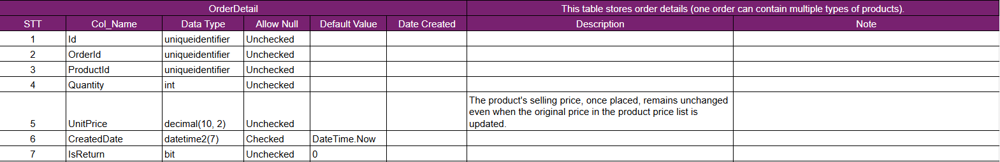 OrderDetail This table stores order details (one order can contain multiple types of products).
STT Col_Name Data Type Allow Null Default Value Date Created Description Note
1 Id uniqueidentifier Unchecked
2 OrderId uniqueidentifier Unchecked
3 ProductId uniqueidentifier Unchecked
4 Quantity int Unchecked
The product's selling price, once placed, remains unchanged
even when the original price in the product price list is
5 UnitPrice decimal(10, 2) Unchecked updated.
6 CreatedDate datetime2(7) Checked DateTime.Now
7 IsReturn bit Unchecked 0